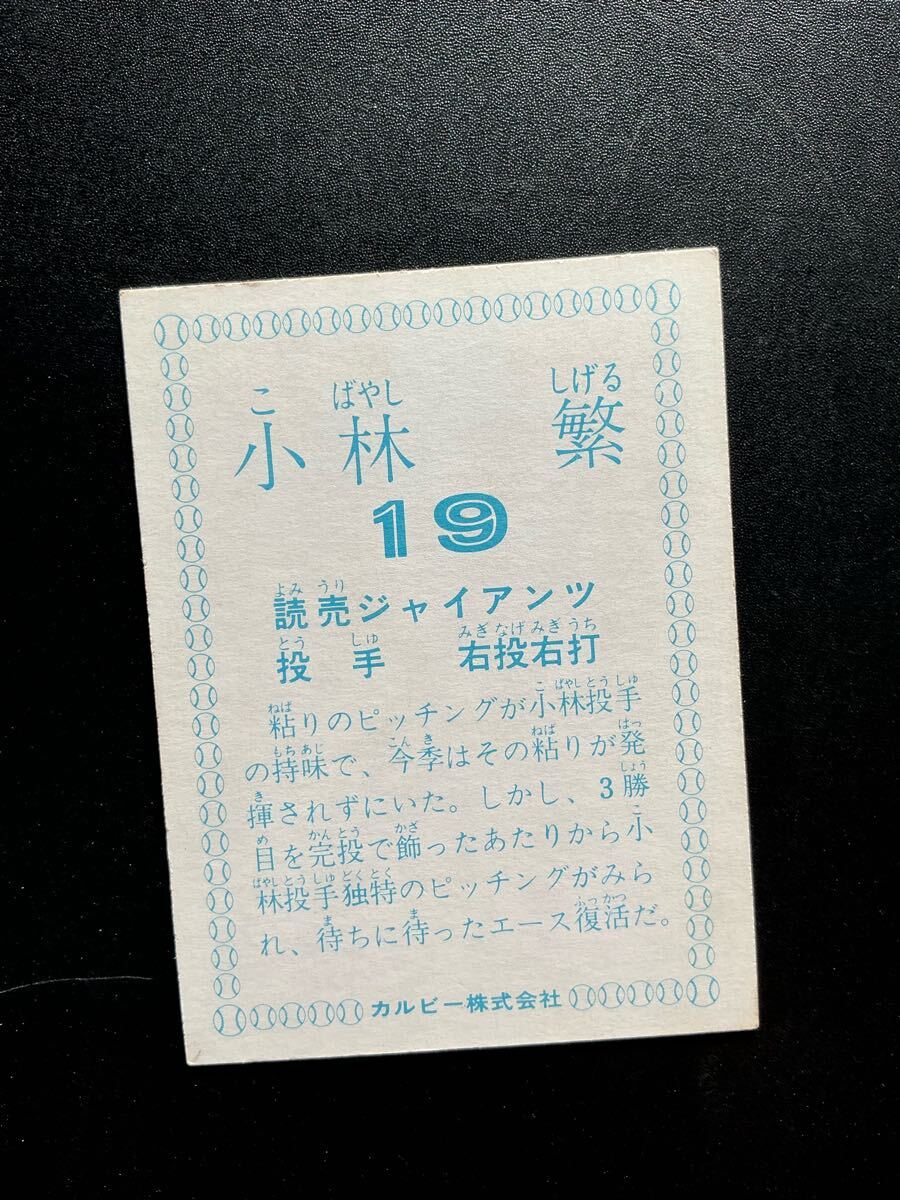 こ ばやし しげる
小林 繁
19
よみ うり
読売ジャイアンツ
とう しゅ みぎ なげ みぎ うち
投手 右投右打
ねば こ ばやし とう しゅ
粘りのピッチングが小林投手
もち あじ こん き ねば はっ
の持味で、今季はその粘りが発
き しょう
揮されずにいた。しかし、3勝
め かん とう かざ こ
目を完投で飾ったあたりから小
ばやし とう しゅ どく とく
林投手独特のピッチングがみら
ま ま ふっ かつ
れ、待ちに待ったエース復活だ。
カルビー株式会社